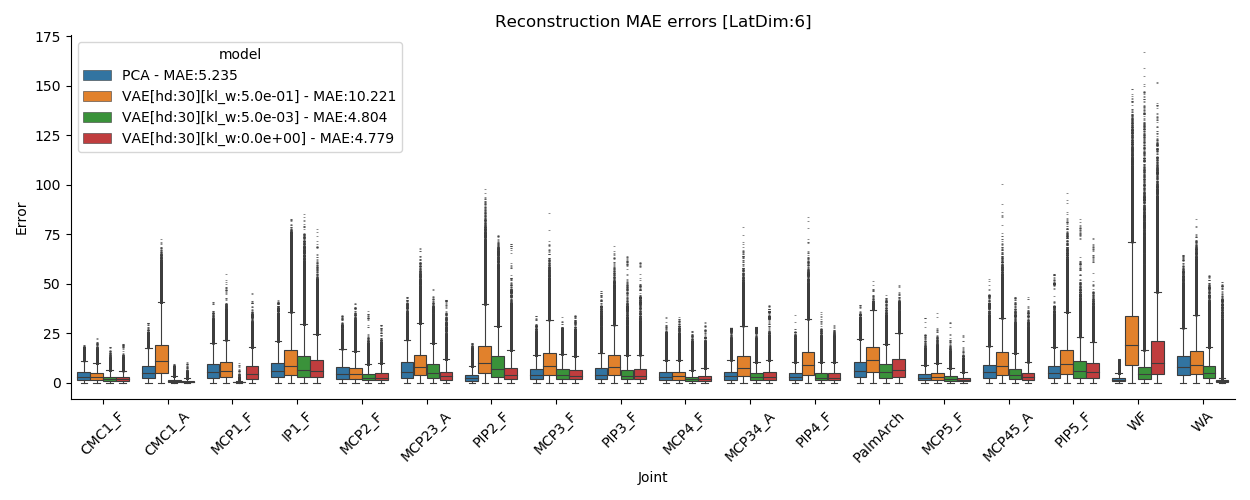 Reconstruction MAE errors [LatDim:6]
model
PCA - MAE:5.235
VAE[hd:30][kl_w:5.0e-01] - MAE:10.221
VAE[hd:30][kl_w:5.0e-03] - MAE:4.804
VAE[hd:30][kl_w:0.0e+00] - MAE:4.779
Error
175
150
125
100
75
50
25
0
CMC1_F
CMC1_A
MCP1_F
IP1_F
MCP2_F
MCP23_A
PIP2_F
MCP3_F
PIP3_F
MCP4_F
MCP34_A
PIP4_F
PalmArch
MCP5_F
MCP45_A
PIP5_F
WF
WA
Joint